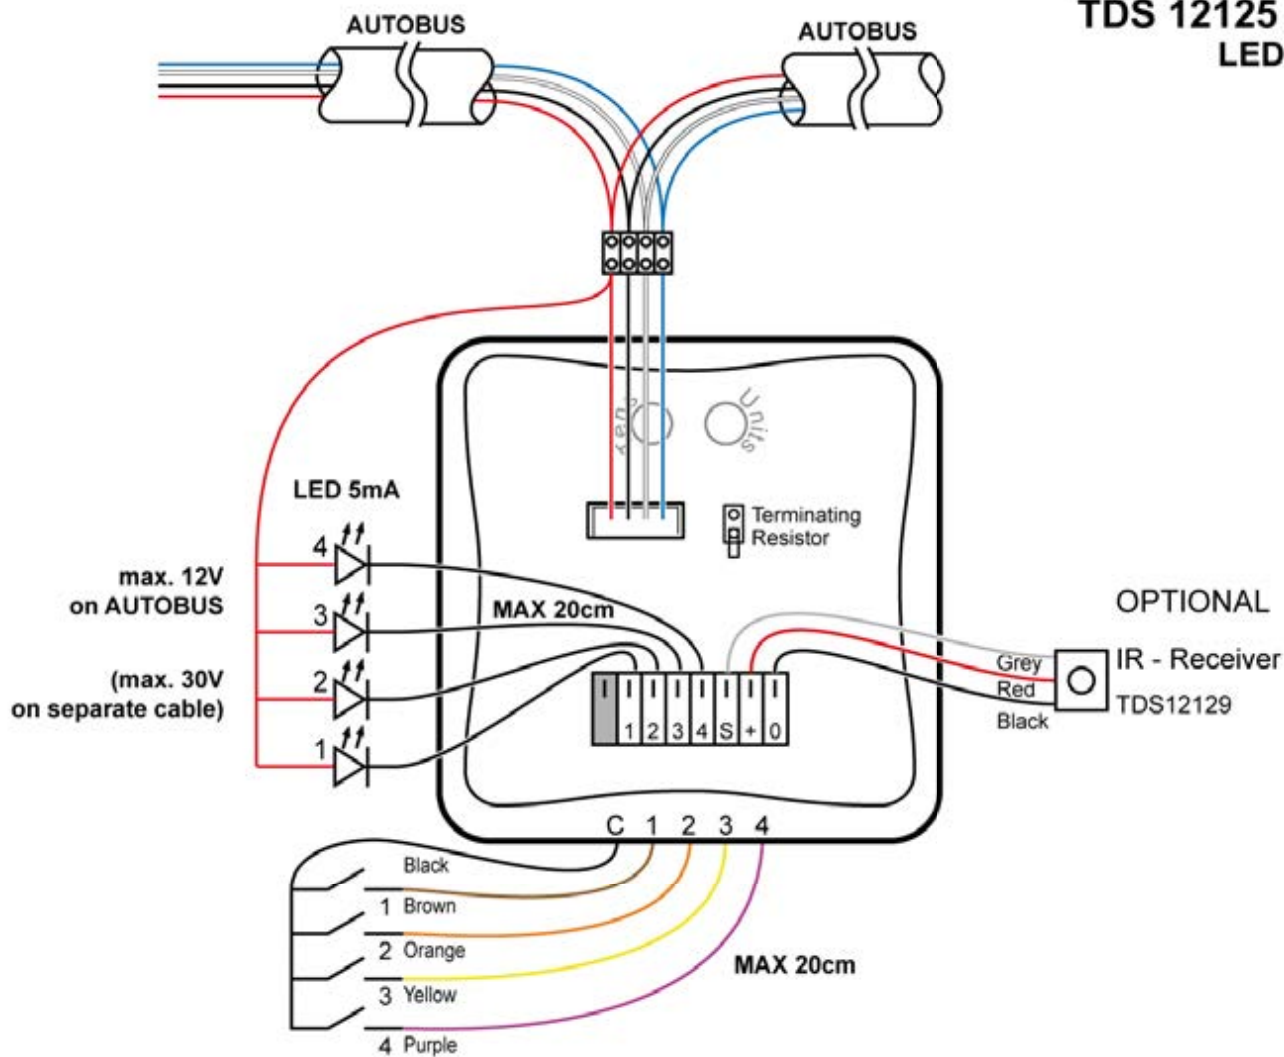 TDS 12125
LED
AUTOBUS
AUTOBUS
Units
LED 5mA
Terminating
Resistor
4
3
2
1
max. 12V
on AUTOBUS
(max. 30V
on separate cable)
MAX 20cm
OPTIONAL
IR - Receiver
TDS12129
Grey
Red
Black
I I I I I I I I
1 2 3 4 S + 0
C 1 2 3 4
Black
1 Brown
2 Orange
3 Yellow
4 Purple
MAX 20cm